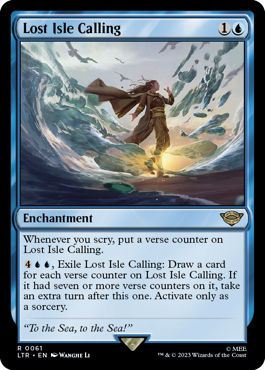 Lost Isle Calling 1
Enchantment
Whenever you scry, put a verse counter on
Lost Isle Calling.
4, Exile Lost Isle Calling: Draw a card
for each verse counter on Lost Isle Calling. If
it had seven or more verse counters on it, take
an extra turn after this one. Activate only as
a sorcery.
“To the Sea, to the Sea!”
R 0061
LTR • EN Wanghe Li
© MEE
™ & © 2023 Wizards of the Coast